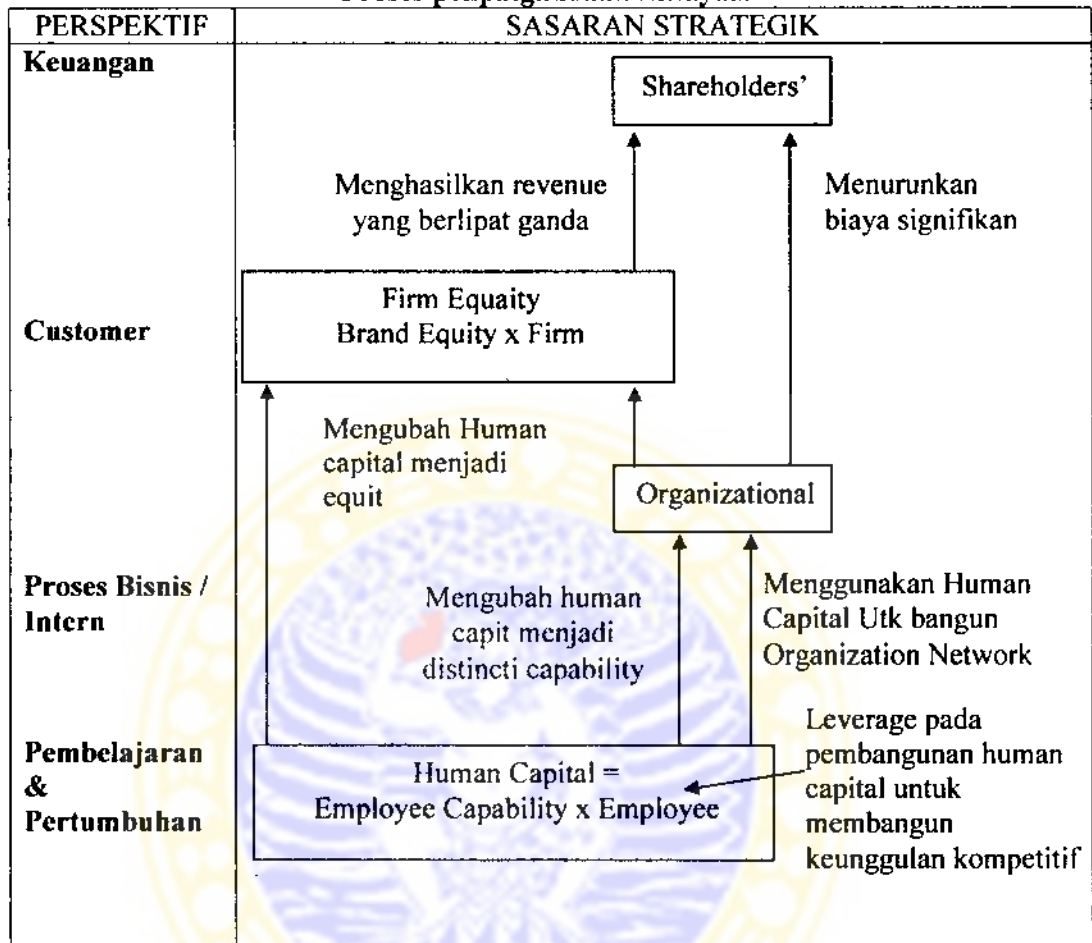 PERSPEKTIF
SASARAN STRATEGIK
Keuangan
Shareholders'
Menghasilkan revenue
yang berlipat ganda
Menurunkan
biaya signifikan
Customer
Firm Equaity
Brand Equity x Firm
Mengubah Human
capital menjadi
equit
Organizational
Proses Bisnis /
Intern
Mengubah human
capit menjadi
distincti capability
Menggunakan Human
Capital Utk bangun
Organization Network
Pembelajaran
&
Pertumbuhan
Human Capital =
Employee Capability x Employee
Leverage pada
pembangunan human
capital untuk
membangun
keunggulan kompetitif